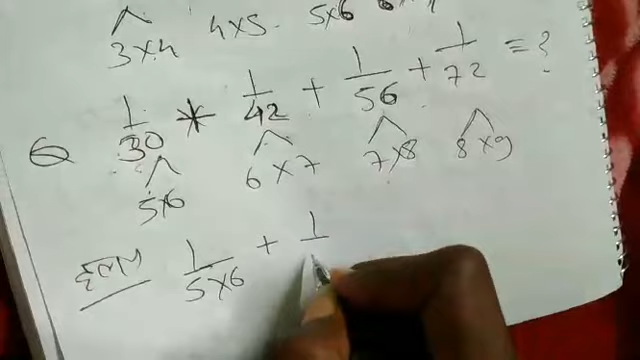 3×4 4×5 5×6
Q 1/30 * 1/42 + 1/56 + 1/72 = ?
5×6 6×7 7×8 8×9
1/5×6 + 1